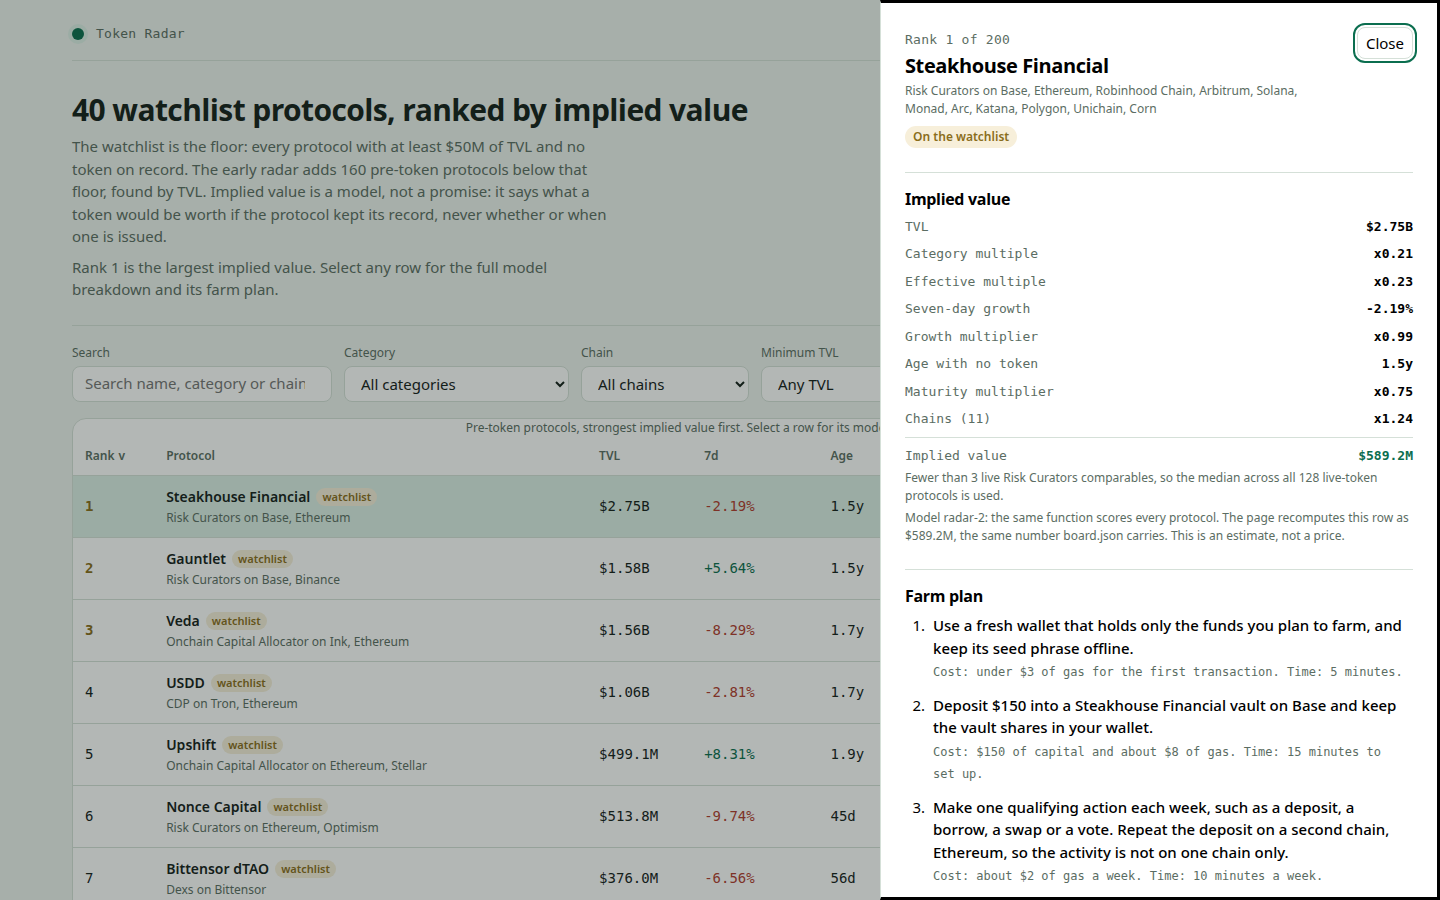 Token Radar
40 watchlist protocols, ranked by implied value
The watchlist is the floor: every protocol with at least $50M of TVL and no
token on record. The early radar adds 160 pre-token protocols below that
floor, found by TVL. Implied value is a model, not a promise: it says what a
token would be worth if the protocol kept its record, never whether or when
one is issued.
Rank 1 is the largest implied value. Select any row for the full model
breakdown and its farm plan.
Search Category Chain Minimum TVL
Search name, category or chain All categories All chains Any TVL
Pre-token protocols, strongest implied value first. Select a row for its
Rank v Protocol TVL 7d Age
1 Steakhouse Financial watchlist $2.75B -2.19% 1.5y
Risk Curators on Base, Ethereum
2 Gauntlet watchlist $1.58B +5.64% 1.5y
Risk Curators on Base, Binance
3 Veda watchlist $1.56B -8.29% 1.7y
Onchain Capital Allocator on Ink, Ethereum
4 USDD watchlist $1.06B -2.81% 1.7y
CDP on Tron, Ethereum
5 Upshift watchlist $499.1M +8.31% 1.9y
Onchain Capital Allocator on Ethereum, Stellar
6 Nonce Capital watchlist $513.8M -9.74% 45d
Risk Curators on Ethereum, Optimism
7 Bittensor dTAO watchlist $376.0M -6.56% 56d
Dexs on Bittensor
Rank 1 of 200
Close
Steakhouse Financial
Risk Curators on Base, Ethereum, Robinhood Chain, Arbitrum, Solana,
Monad, Arc, Katana, Polygon, Unichain, Corn
On the watchlist
Implied value
TVL $2.75B
Category multiple x0.21
Effective multiple x0.23
Seven-day growth -2.19%
Growth multiplier x0.99
Age with no token 1.5y
Maturity multiplier x0.75
Chains (11) x1.24
Implied value $589.2M
Fewer than 3 live Risk Curators comparables, so the median across all 128 live-token
protocols is used.
Model radar-2: the same function scores every protocol. The page recomputes this row as
$589.2M, the same number board.json carries. This is an estimate, not a price.
Farm plan
1. Use a fresh wallet that holds only the funds you plan to farm, and
keep its seed phrase offline.
Cost: under $3 of gas for the first transaction. Time: 5 minutes.
2. Deposit $150 into a Steakhouse Financial vault on Base and keep
the vault shares in your wallet.
Cost: $150 of capital and about $8 of gas. Time: 15 minutes to
set up.
3. Make one qualifying action each week, such as a deposit, a
borrow, a swap or a vote. Repeat the deposit on a second chain,
Ethereum, so the activity is not on one chain only.
Cost: about $2 of gas a week. Time: 10 minutes a week.